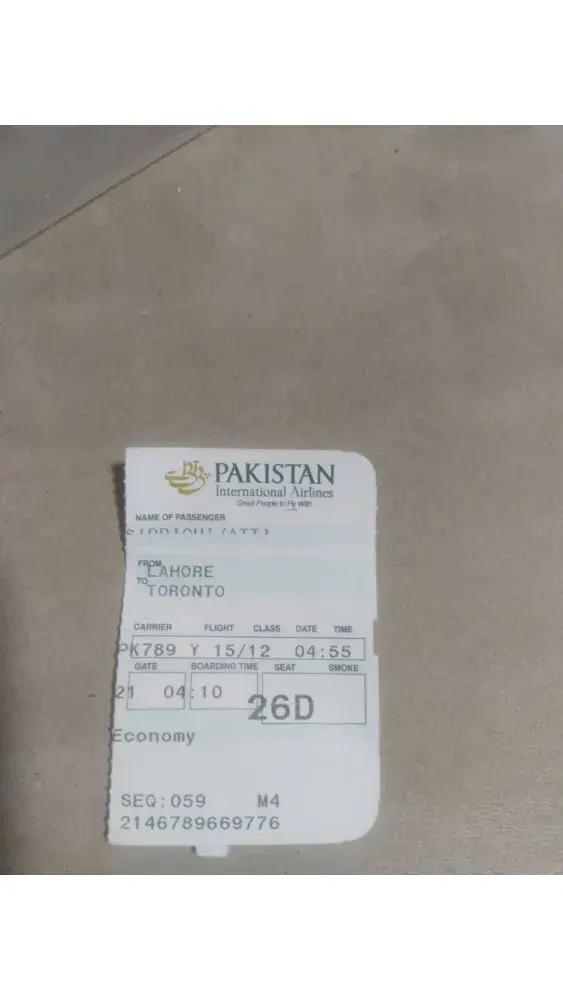 PAKISTAN
International Airlines
Great People to Fly With
NAME OF PASSENGER
FROM LAHORE
TO TORONTO
CARRIER FLIGHT CLASS DATE TIME
PK789 Y 15/12 04:55
GATE BOARDING TIME SEAT SMOKE
21 04:10 26D
Economy
SEQ:059 M4
2146789669776